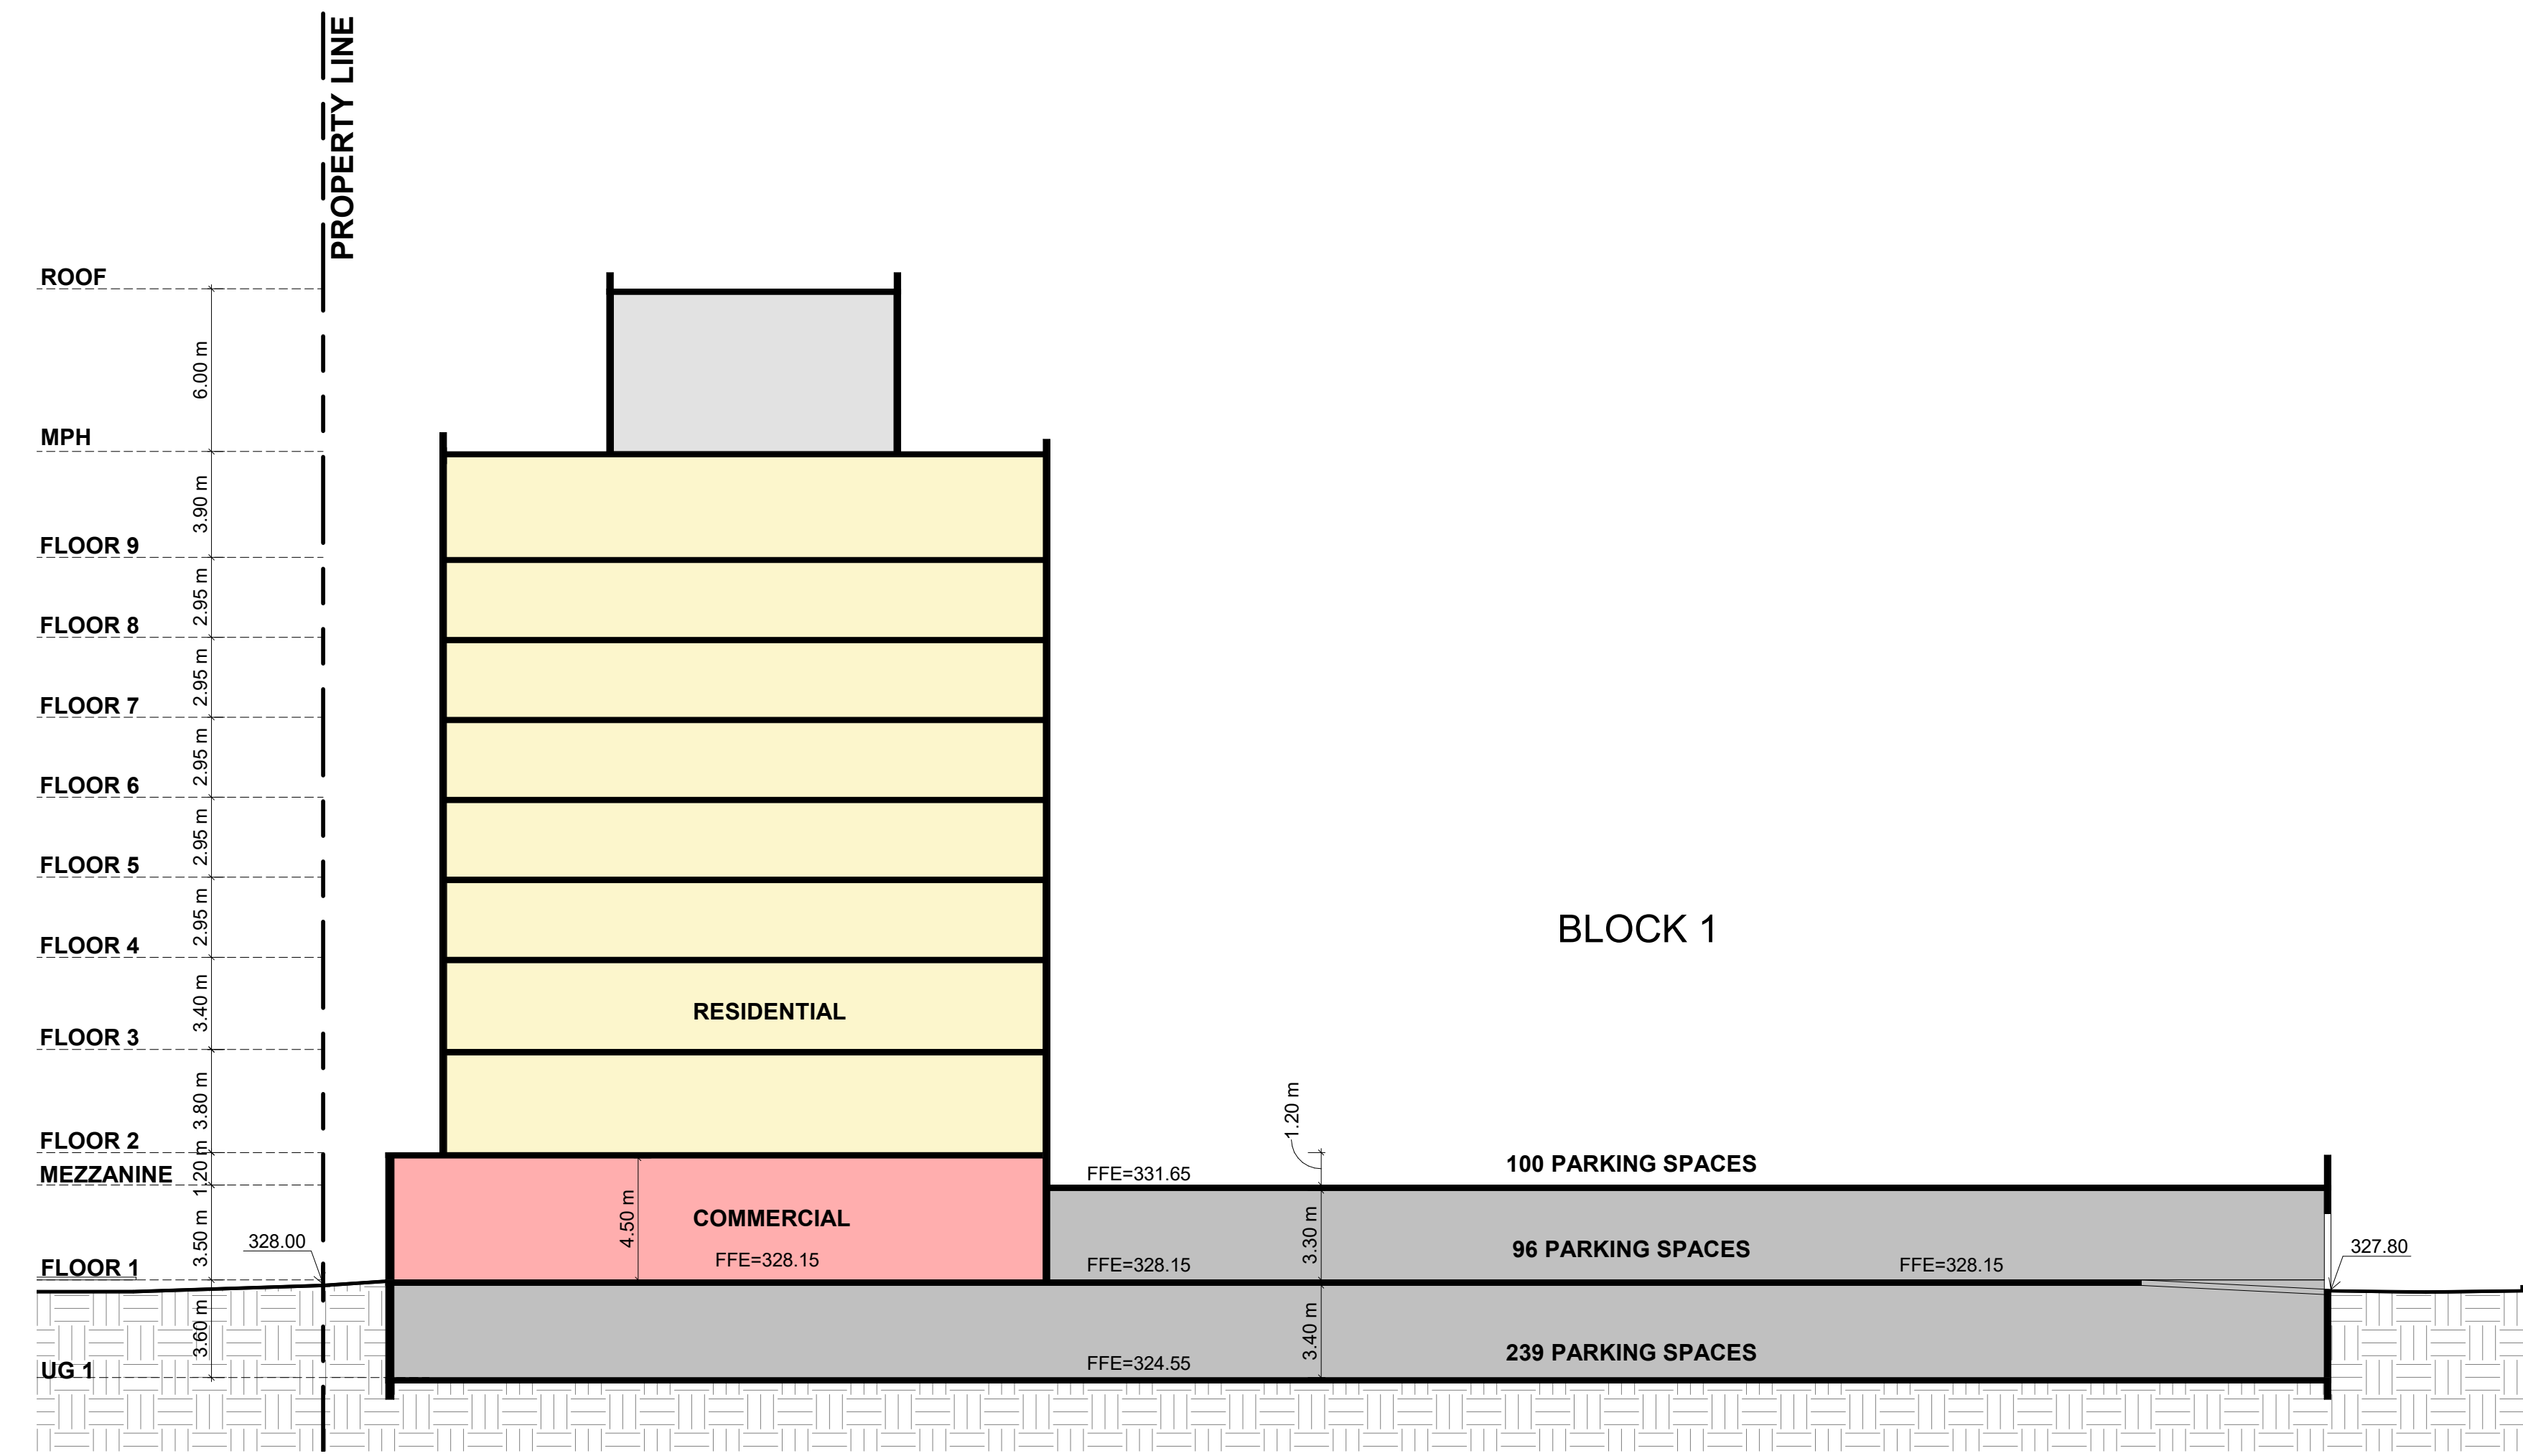 PROPERTY LINE
ROOF
6.00 m
MPH
3.90 m
FLOOR 9
2.95 m
FLOOR 8
2.95 m
FLOOR 7
2.95 m
FLOOR 6
2.95 m
FLOOR 5
2.95 m
FLOOR 4
3.40 m
FLOOR 3
3.80 m
FLOOR 2
1.20 m
MEZZANINE
3.50 m
FLOOR 1
3.60 m
UG 1
328.00
RESIDENTIAL
COMMERCIAL
4.50 m
FFE=328.15
BLOCK 1
1.20 m
FFE=331.65
100 PARKING SPACES
3.30 m
96 PARKING SPACES
FFE=328.15
FFE=328.15
327.80
3.40 m
239 PARKING SPACES
FFE=324.55